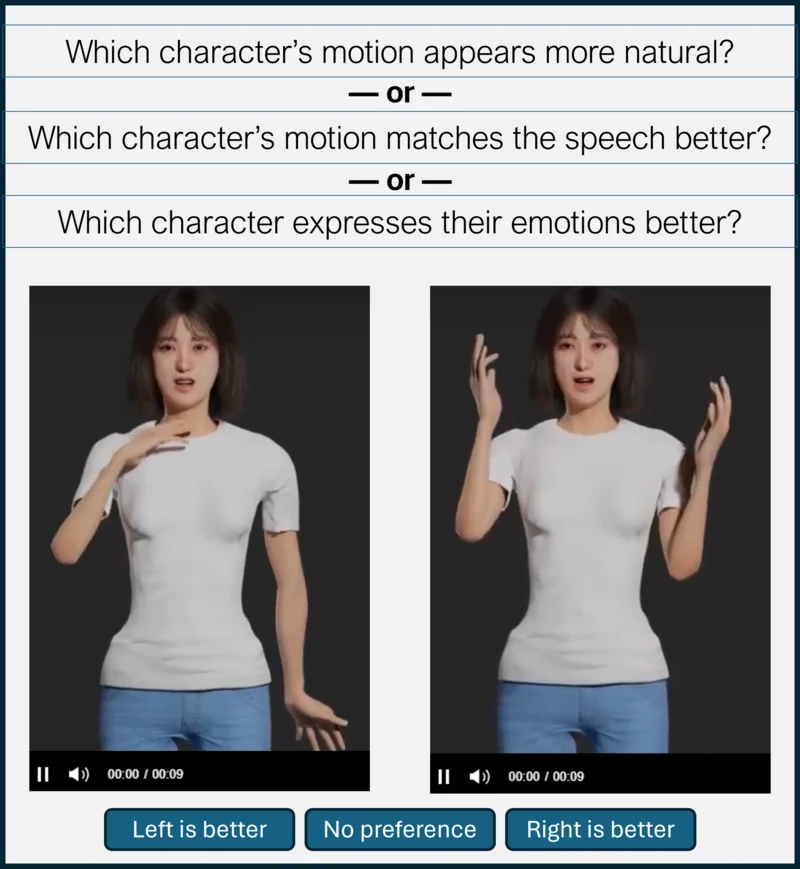 Which character’s motion appears more natural?
— or —
Which character’s motion matches the speech better?
— or —
Which character expresses their emotions better?
00:00 / 00:09
00:00 / 00:09
Left is better
No preference
Right is better